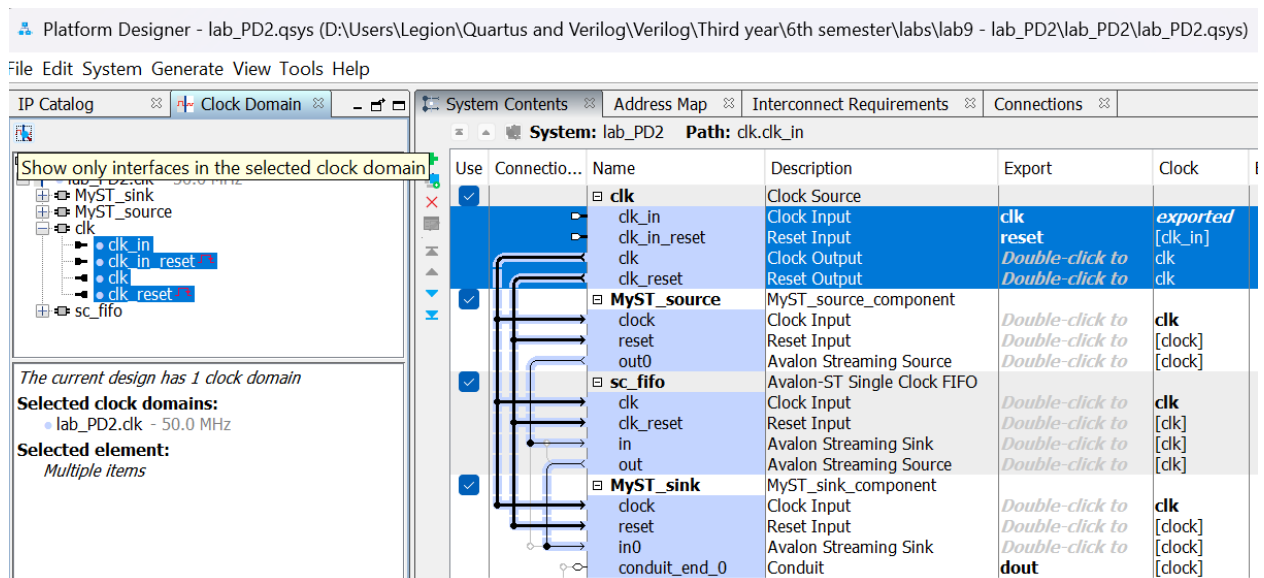 Platform Designer - lab_PD2.qsys (D:\Users\Legion\Quartus and Verilog\Verilog\Third year\6th semester\labs\lab9 - lab_PD2\lab_PD2\lab_PD2.qsys)
File Edit System Generate View Tools Help
IP Catalog Clock Domain
Show only interfaces in the selected clock domain
lab_PD2.clk - 50.0 MHz
MyST_sink
MyST_source
clk
clk_in
clk_in_reset
clk
clk_reset
sc_fifo
The current design has 1 clock domain
Selected clock domains:
lab_PD2.clk - 50.0 MHz
Selected element:
Multiple items
System Contents Address Map Interconnect Requirements Connections
System: lab_PD2 Path: clk.clk_in
Use Connectio... Name Description Export Clock
clk Clock Source
clk_in Clock Input clk exported
clk_in_reset Reset Input reset [clk_in]
clk Clock Output Double-click to clk
clk_reset Reset Output Double-click to clk
MyST_source MyST_source_component
clock Clock Input Double-click to clk
reset Reset Input Double-click to [clock]
out0 Avalon Streaming Source Double-click to [clock]
sc_fifo Avalon-ST Single Clock FIFO
clk Clock Input Double-click to clk
clk_reset Reset Input Double-click to [clk]
in Avalon Streaming Sink Double-click to [clk]
out Avalon Streaming Source Double-click to [clk]
MyST_sink MyST_sink_component
clock Clock Input Double-click to clk
reset Reset Input Double-click to [clock]
in0 Avalon Streaming Sink Double-click to [clock]
conduit_end_0 Conduit dout [clock]